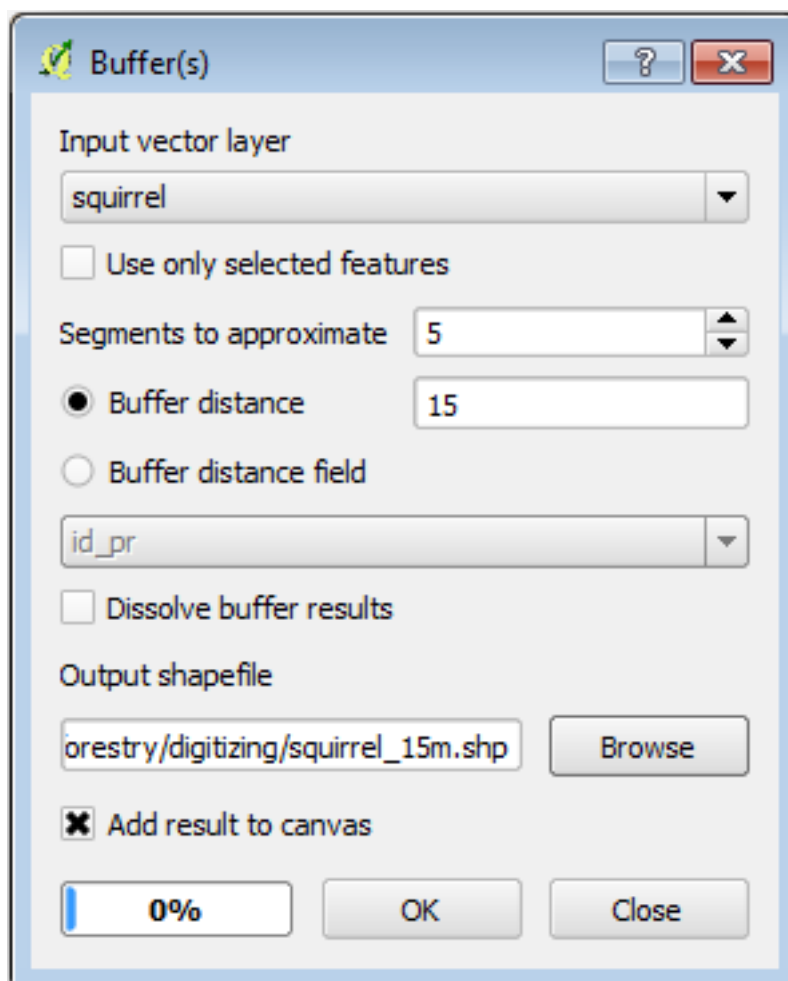 Buffer(s)
?
Input vector layer
squirrel
Use only selected features
Segments to approximate 5
Buffer distance 15
Buffer distance field
id_pr
Dissolve buffer results
Output shapefile
orestry/digitizing/squirrel_15m.shp Browse
Add result to canvas
0% OK Close